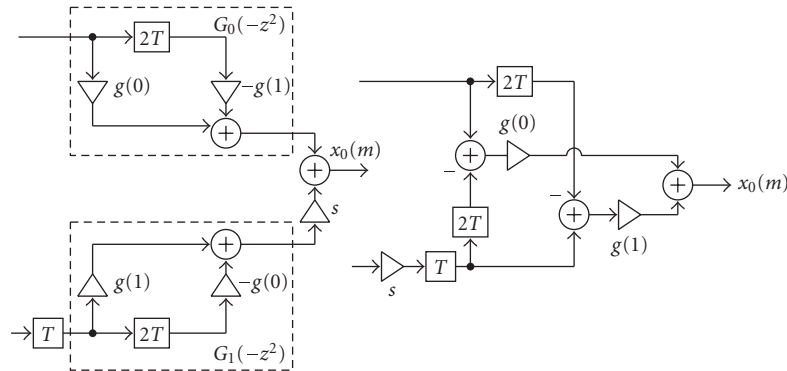 G₀(−z²)
2T
g(0)
−g(1)
+
+
x₀(m)
s
+
g(1)
−g(0)
T
2T
G₁(−z²)
2T
g(0)
+
−
−
+
x₀(m)
2T
+
g(1)
T
s